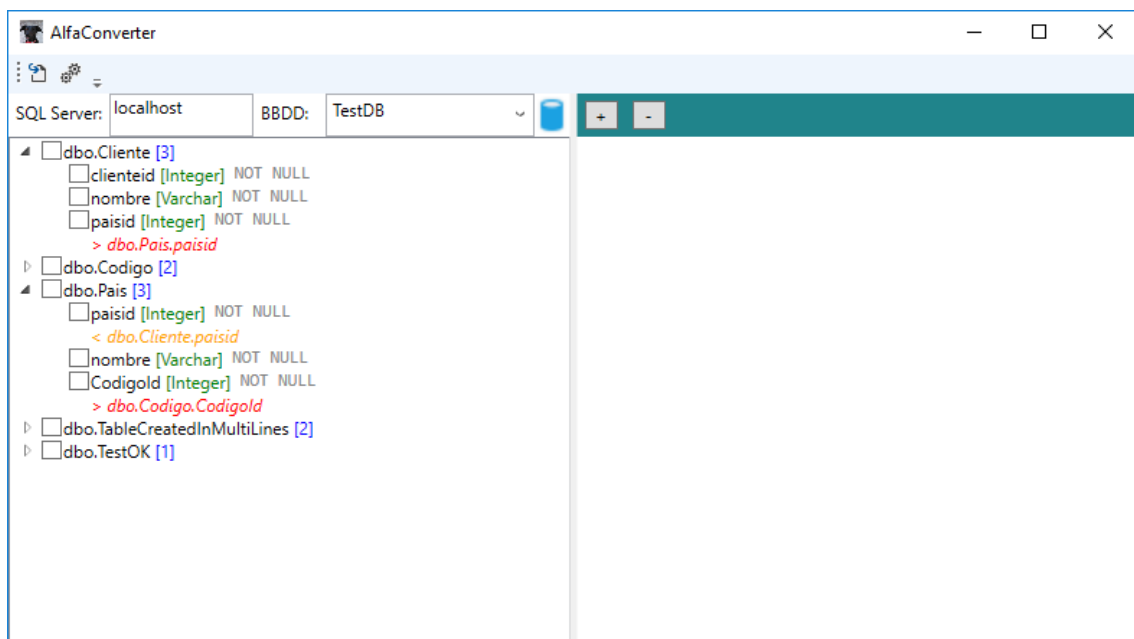 AlfaConverter
SQL Server: localhost BBDD: TestDB + -
dbo.Cliente [3]
clienteid [Integer] NOT NULL
nombre [Varchar] NOT NULL
paisid [Integer] NOT NULL
> dbo.Pais.paisid
dbo.Codigo [2]
dbo.Pais [3]
paisid [Integer] NOT NULL
< dbo.Cliente.paisid
nombre [Varchar] NOT NULL
CodigoId [Integer] NOT NULL
> dbo.Codigo.CodigoId
dbo.TableCreatedInMultiLines [2]
dbo.TestOK [1]